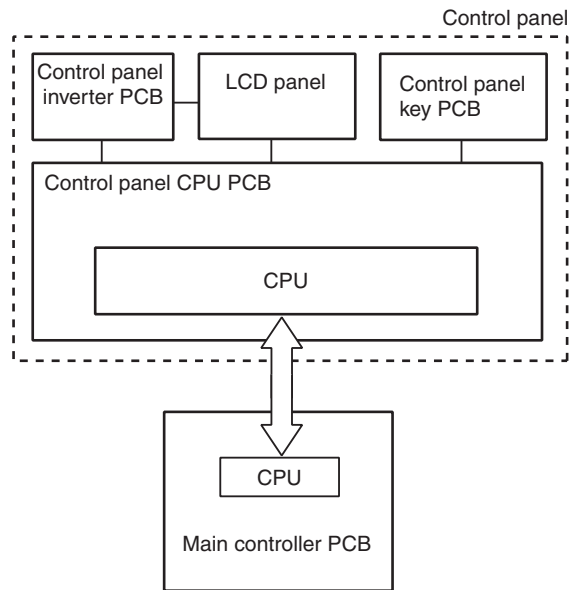 Control panel
Control panel
inverter PCB
LCD panel
Control panel
key PCB
Control panel CPU PCB
CPU
CPU
Main controller PCB